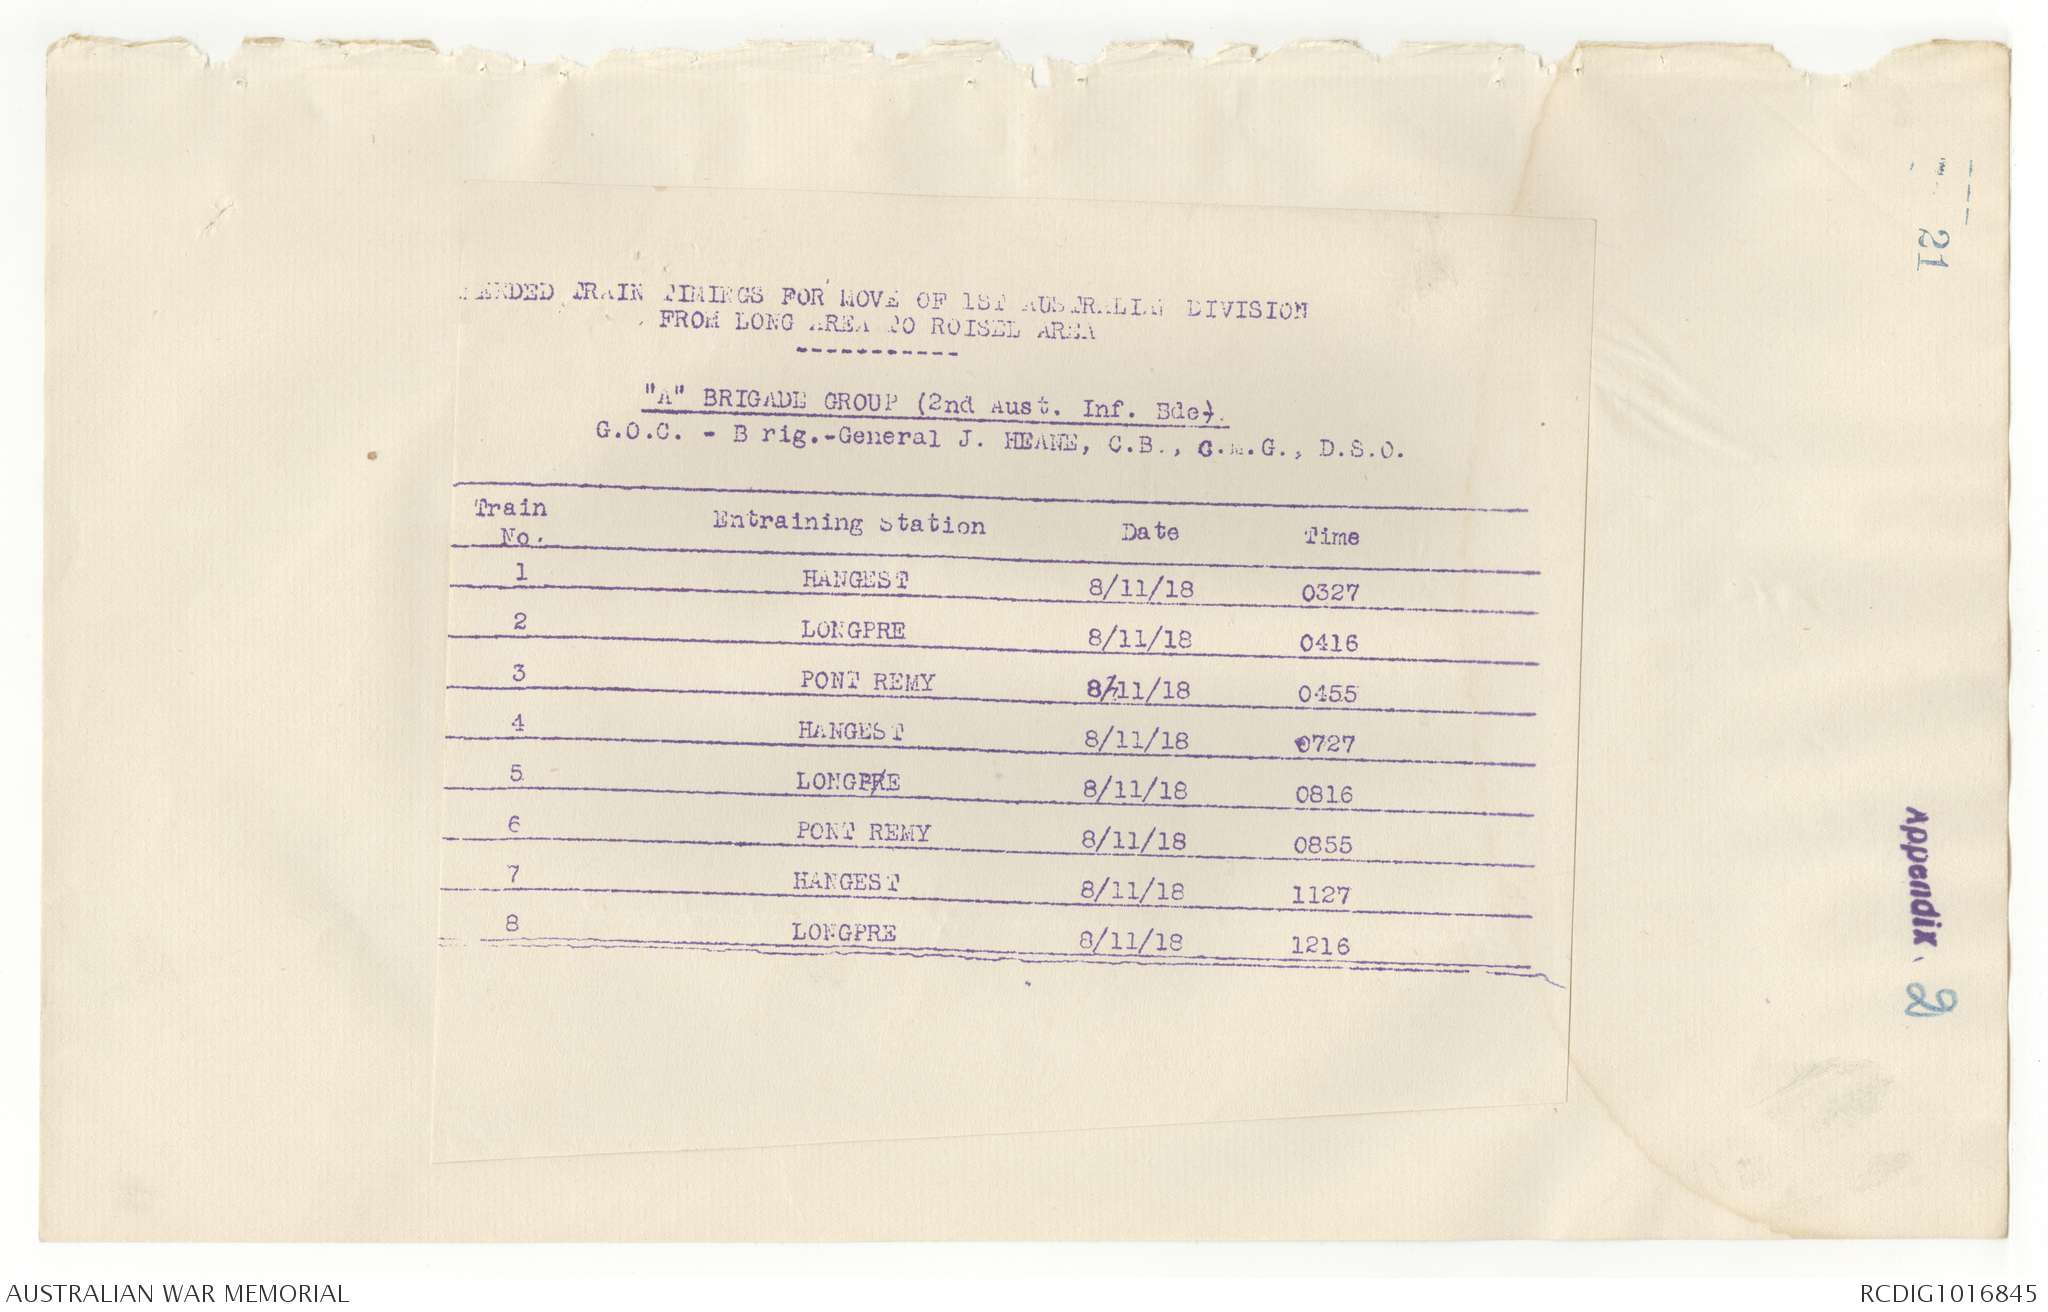 MENDED TRAIN TIMINGS FOR MOVE OF 1ST AUSTRALIAN DIVISION
FROM LONG AREA TO ROISEL AREA
-----------
"A" BRIGADE GROUP (2nd Aust. Inf. Bde).
G.O.C. - B rig.-General J. HEANE, C.B., C.M.G., D.S.O.
Train No. Entraining Station Date Time
1 HANGEST 8/11/18 0327
2 LONGPRE 8/11/18 0416
3 PONT REMY 8/11/18 0455
4 HANGEST 8/11/18 0727
5 LONGPRE 8/11/18 0816
6 PONT REMY 8/11/18 0855
7 HANGEST 8/11/18 1127
8 LONGPRE 8/11/18 1216
21
Appendix 2
AUSTRALIAN WAR MEMORIAL
RCDIG1016845